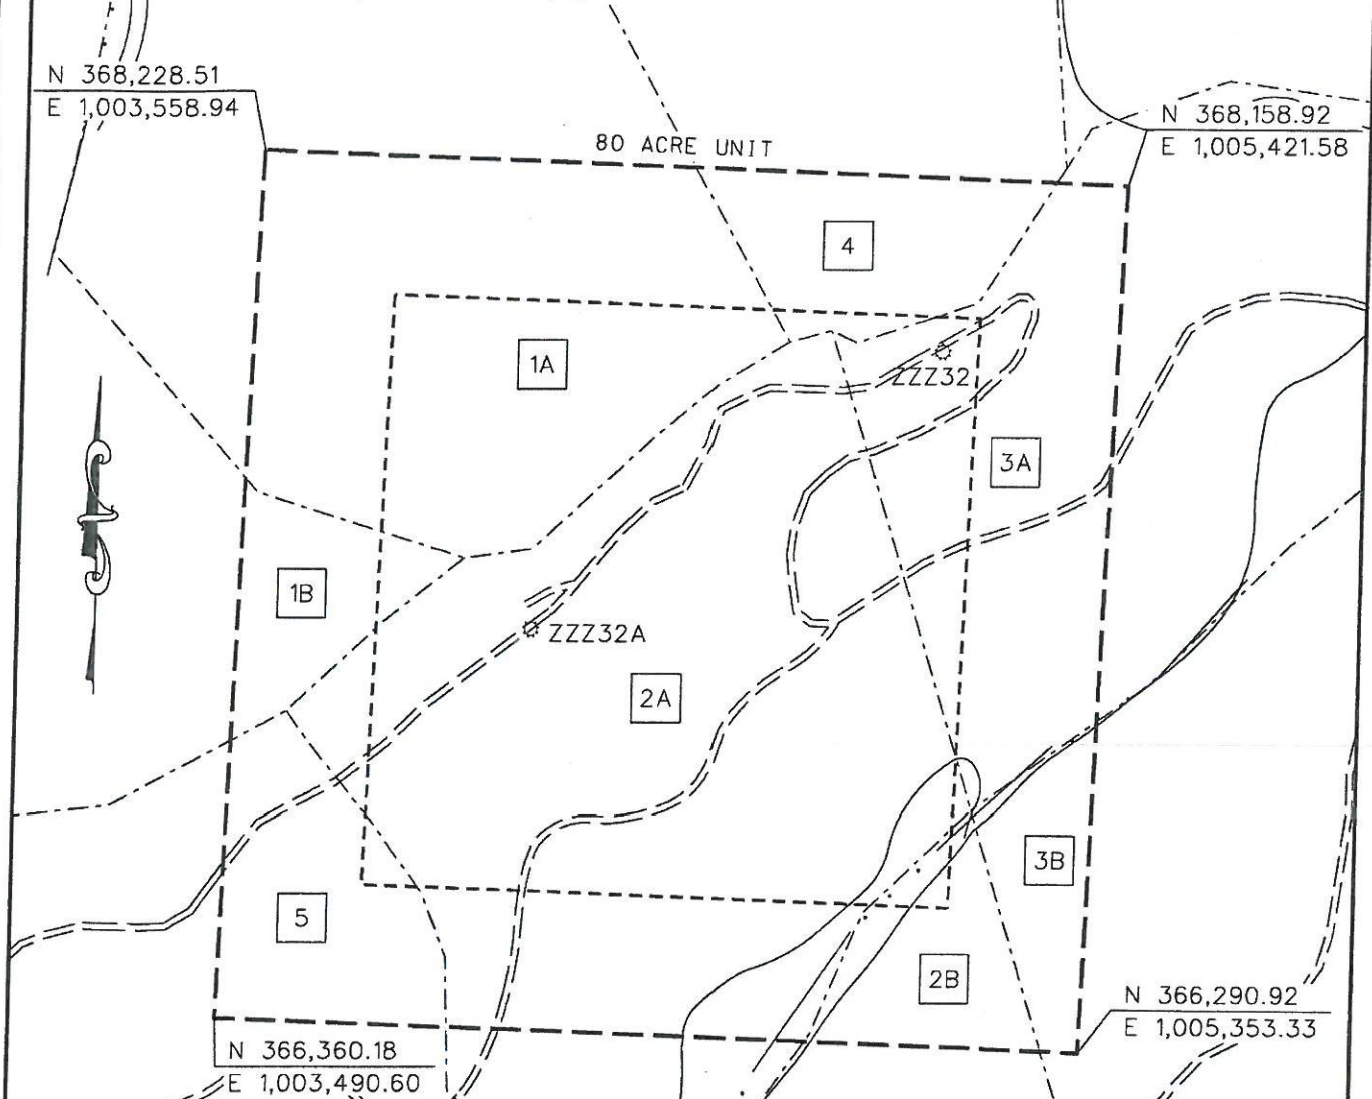 N 368,228.51
E 1,003,558.94
N 368,158.92
E 1,005,421.58
80 ACRE UNIT
4
1A
ZZZ32
3A
1B
ZZZ32A
2A
3B
5
2B
N 366,290.92
E 1,005,353.33
N 366,360.18
E 1,003,490.60